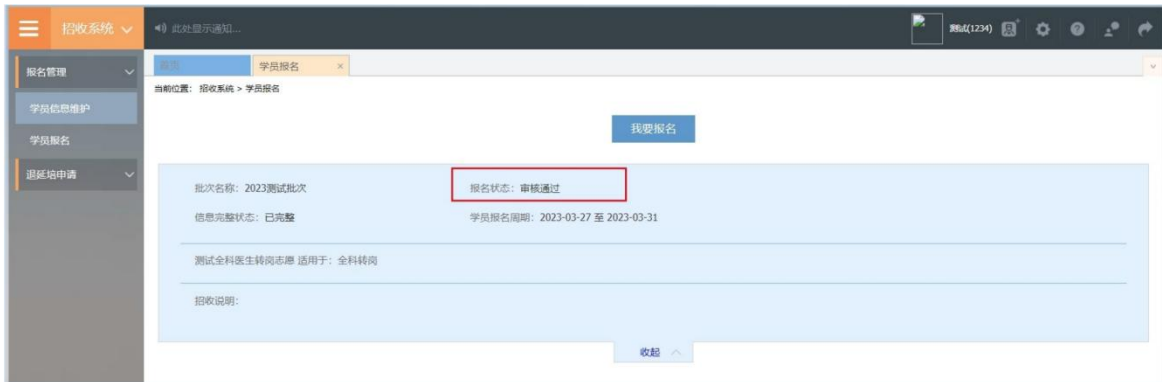 招收系统
此处显示通知...
测试(1234)
报名管理
学员信息维护
学员报名
退延培申请
首页
学员报名
当前位置： 招收系统 > 学员报名
我要报名
批次名称：2023测试批次
报名状态：审核通过
信息完整状态：已完整
学员报名周期：2023-03-27 至 2023-03-31
测试全科医生转岗志愿 适用于：全科转岗
招收说明：
收起